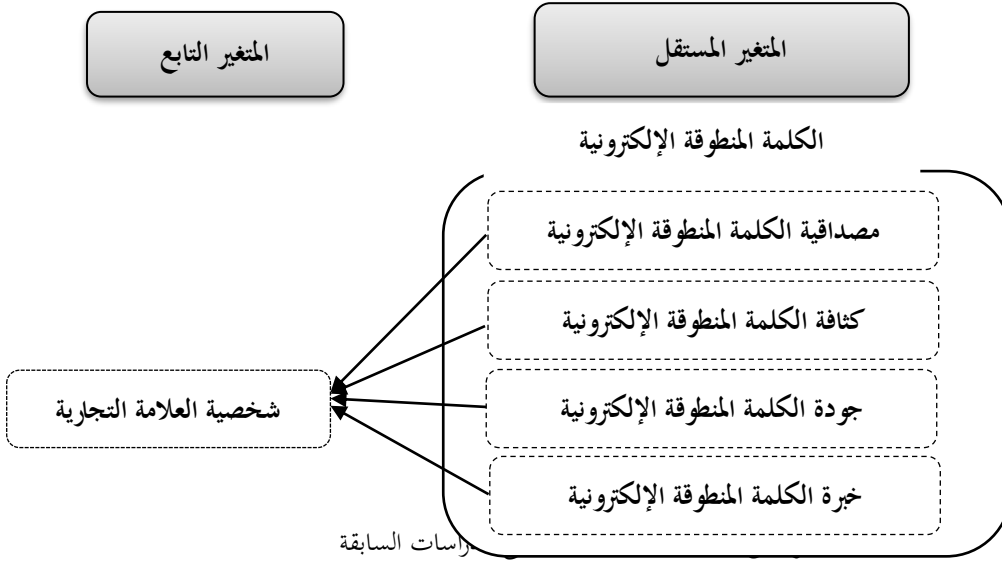 المتغير المستقل
المتغير التابع
الكلمة المنطوقة الإلكترونية
مصداقية الكلمة المنطوقة الإلكترونية
كثافة الكلمة المنطوقة الإلكترونية
جودة الكلمة المنطوقة الإلكترونية
شخصية العلامة التجارية
خبرة الكلمة المنطوقة الإلكترونية
السابقة